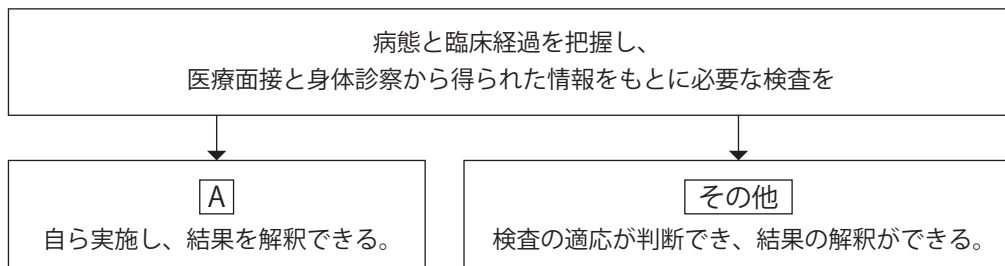 病態と臨床経過を把握し、
医療面接と身体診察から得られた情報をもとに必要な検査を
A
自ら実施し、結果を解釈できる。
その他
検査の適応が判断でき、結果の解釈ができる。